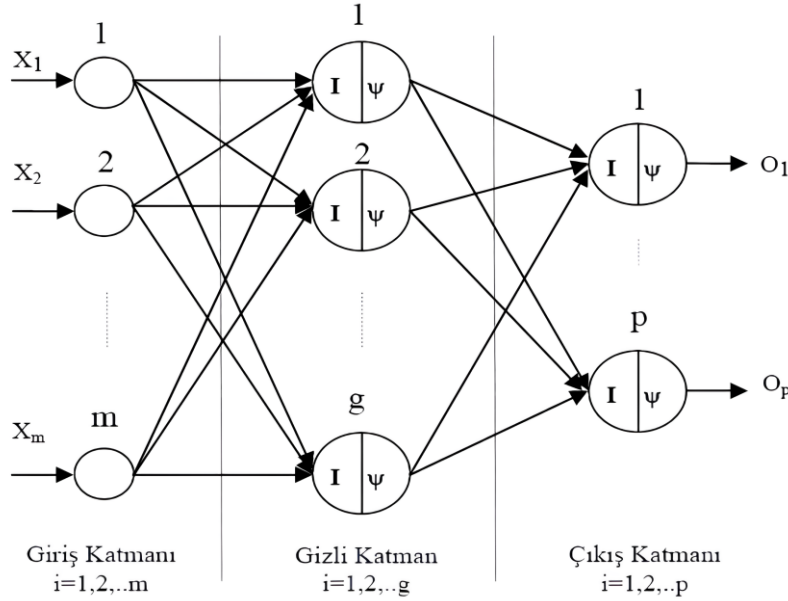 1
1
X₁
I ψ
1
2
2
X₂
I ψ
O₁
I ψ
p
m
g
I ψ
Oₚ
Xₘ
I ψ
Giriş Katmanı
Gizli Katman
Çıkış Katmanı
i=1,2,..m
i=1,2,..g
i=1,2,..p